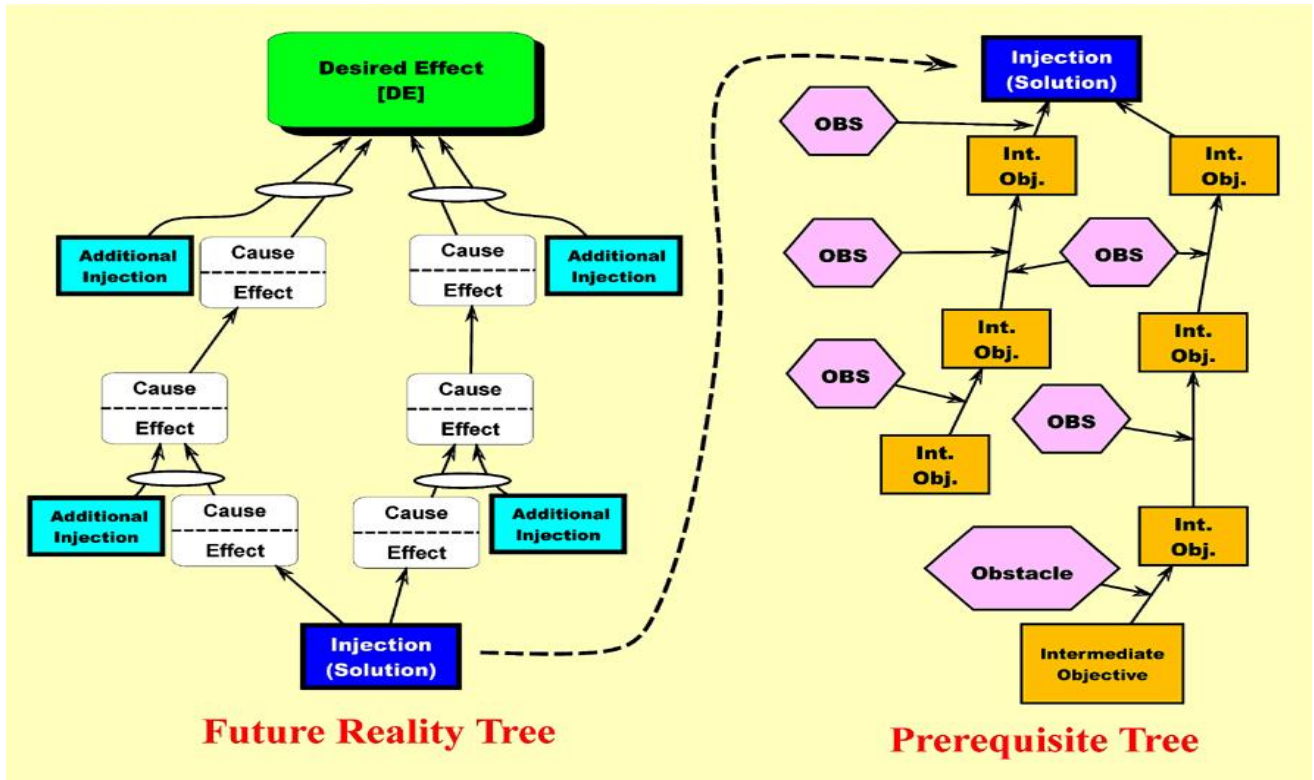 Desired Effect
[DE]
Additional
Injection
Cause
Effect
Cause
Effect
Additional
Injection
Cause
Effect
Cause
Effect
Additional
Injection
Cause
Effect
Cause
Effect
Additional
Injection
Injection
(Solution)
Future Reality Tree
Injection
(Solution)
OBS
Int.
Obj.
Int.
Obj.
OBS
OBS
Int.
Obj.
Int.
Obj.
OBS
OBS
Int.
Obj.
Int.
Obj.
Obstacle
Intermediate
Objective
Prerequisite Tree